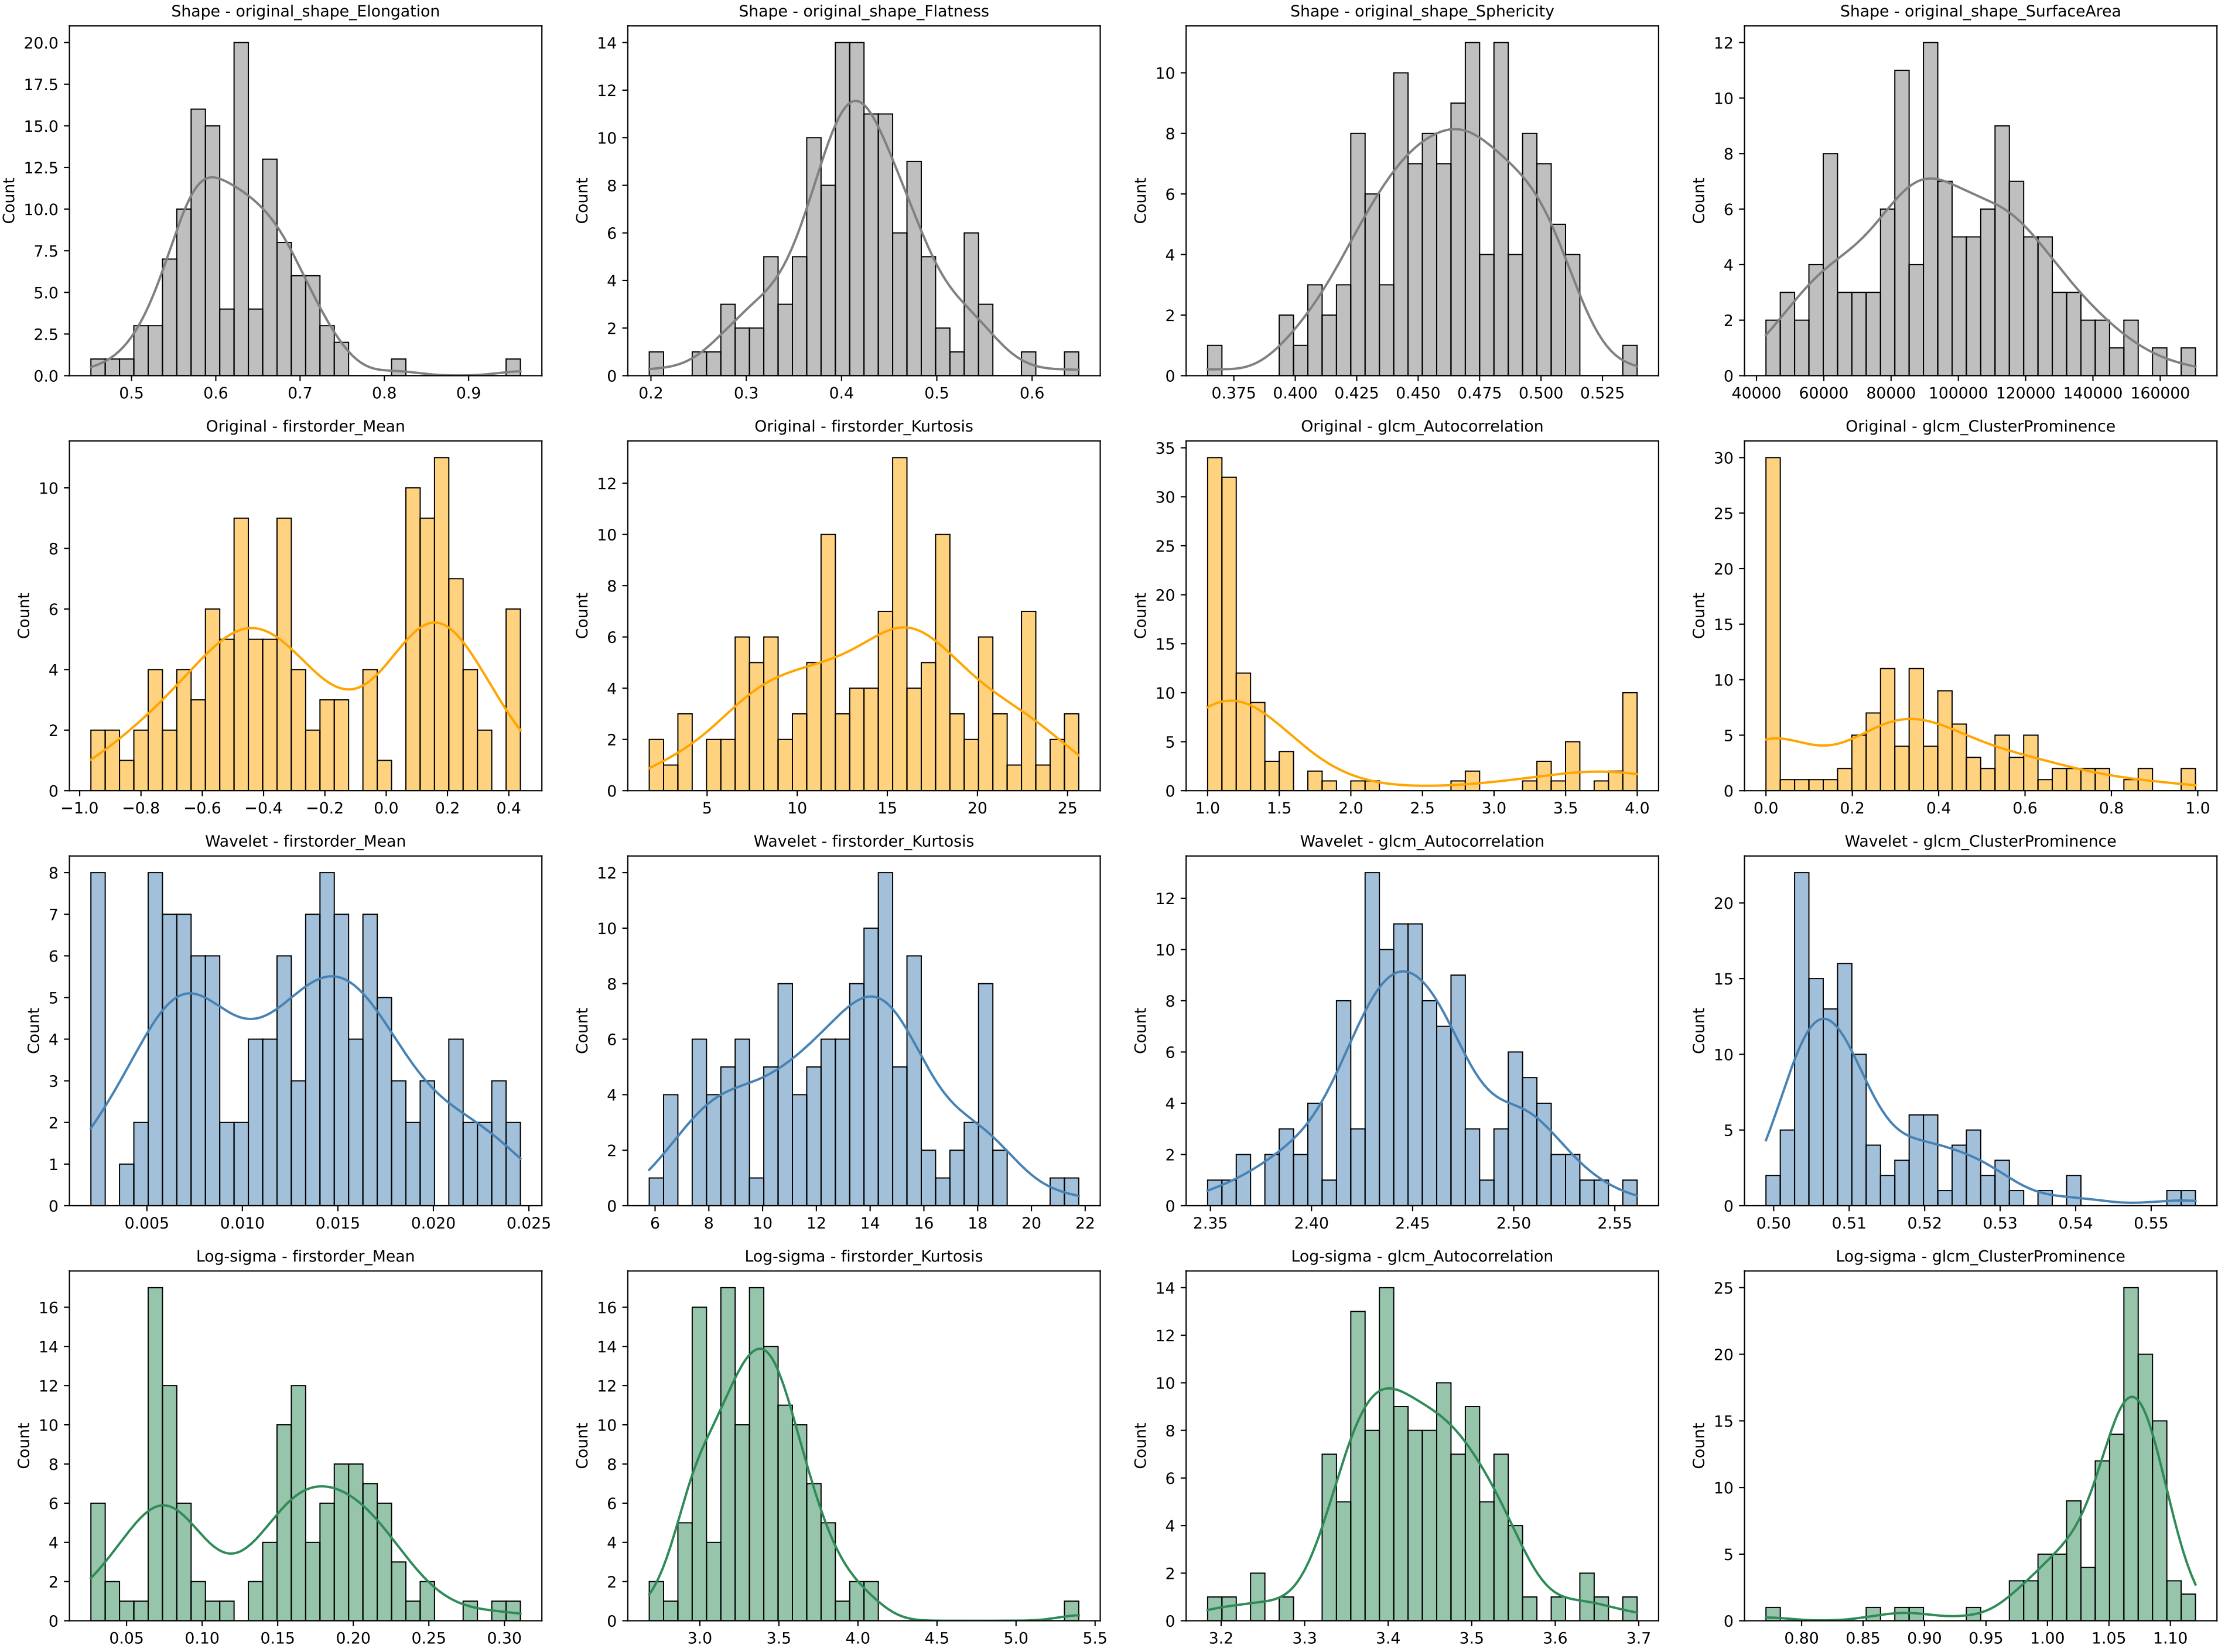 Shape - original_shape_Elongation
Count
20.0
17.5
15.0
12.5
10.0
7.5
5.0
2.5
0.0
0.5 0.6 0.7 0.8 0.9
Shape - original_shape_Flatness
Count
14
12
10
8
6
4
2
0
0.2 0.3 0.4 0.5 0.6
Shape - original_shape_Sphericity
Count
10
8
6
4
2
0
0.375 0.400 0.425 0.450 0.475 0.500 0.525
Shape - original_shape_SurfaceArea
Count
12
10
8
6
4
2
0
40000 60000 80000 100000 120000 140000 160000
Original - firstorder_Mean
Count
10
8
6
4
2
0
−1.0 −0.8 −0.6 −0.4 −0.2 0.0 0.2 0.4
Original - firstorder_Kurtosis
Count
12
10
8
6
4
2
0
5 10 15 20 25
Original - glcm_Autocorrelation
Count
35
30
25
20
15
10
5
0
1.0 1.5 2.0 2.5 3.0 3.5 4.0
Original - glcm_ClusterProminence
Count
30
25
20
15
10
5
0
0.0 0.2 0.4 0.6 0.8 1.0
Wavelet - firstorder_Mean
Count
8
7
6
5
4
3
2
1
0
0.005 0.010 0.015 0.020 0.025
Wavelet - firstorder_Kurtosis
Count
12
10
8
6
4
2
0
6 8 10 12 14 16 18 20 22
Wavelet - glcm_Autocorrelation
Count
12
10
8
6
4
2
0
2.35 2.40 2.45 2.50 2.55
Wavelet - glcm_ClusterProminence
Count
20
15
10
5
0
0.50 0.51 0.52 0.53 0.54 0.55
Log-sigma - firstorder_Mean
Count
16
14
12
10
8
6
4
2
0
0.05 0.10 0.15 0.20 0.25 0.30
Log-sigma - firstorder_Kurtosis
Count
16
14
12
10
8
6
4
2
0
3.0 3.5 4.0 4.5 5.0 5.5
Log-sigma - glcm_Autocorrelation
Count
14
12
10
8
6
4
2
0
3.2 3.3 3.4 3.5 3.6 3.7
Log-sigma - glcm_ClusterProminence
Count
25
20
15
10
5
0
0.80 0.85 0.90 0.95 1.00 1.05 1.10